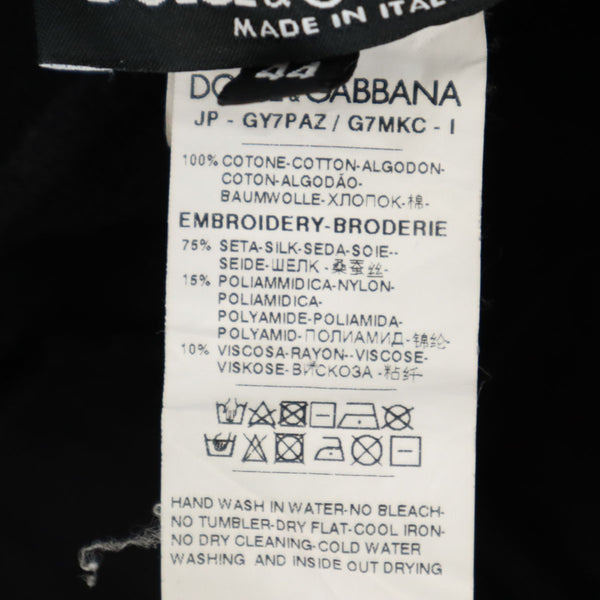 MADE IN ITAL
44
GABBANA
JP - GY7PAZ / G7MKC - I
100% COTONE-COTTON-ALGODON-
COTON-ALGODÃO-
BAUMWOLLE-ХЛОПОК-棉-
EMBROIDERY-BRODERIE
75% SETA-SILK-SEDA-SOIE--
SEIDE-ШЕЛК-桑蚕丝-
15% POLIAMMIDICA-NYLON-
POLIAMIDICA-
POLYAMIDE-POLIAMIDA-
POLYAMID-ПОЛИАМИД-锦纶-
10% VISCOSA-RAYON--VISCOSE-
VISKOSE-ВИСКОЗА-粘纤-
HAND WASH IN WATER-NO BLEACH-
NO TUMBLER-DRY FLAT-COOL IRON-
NO DRY CLEANING-COLD WATER
WASHING AND INSIDE OUT DRYING